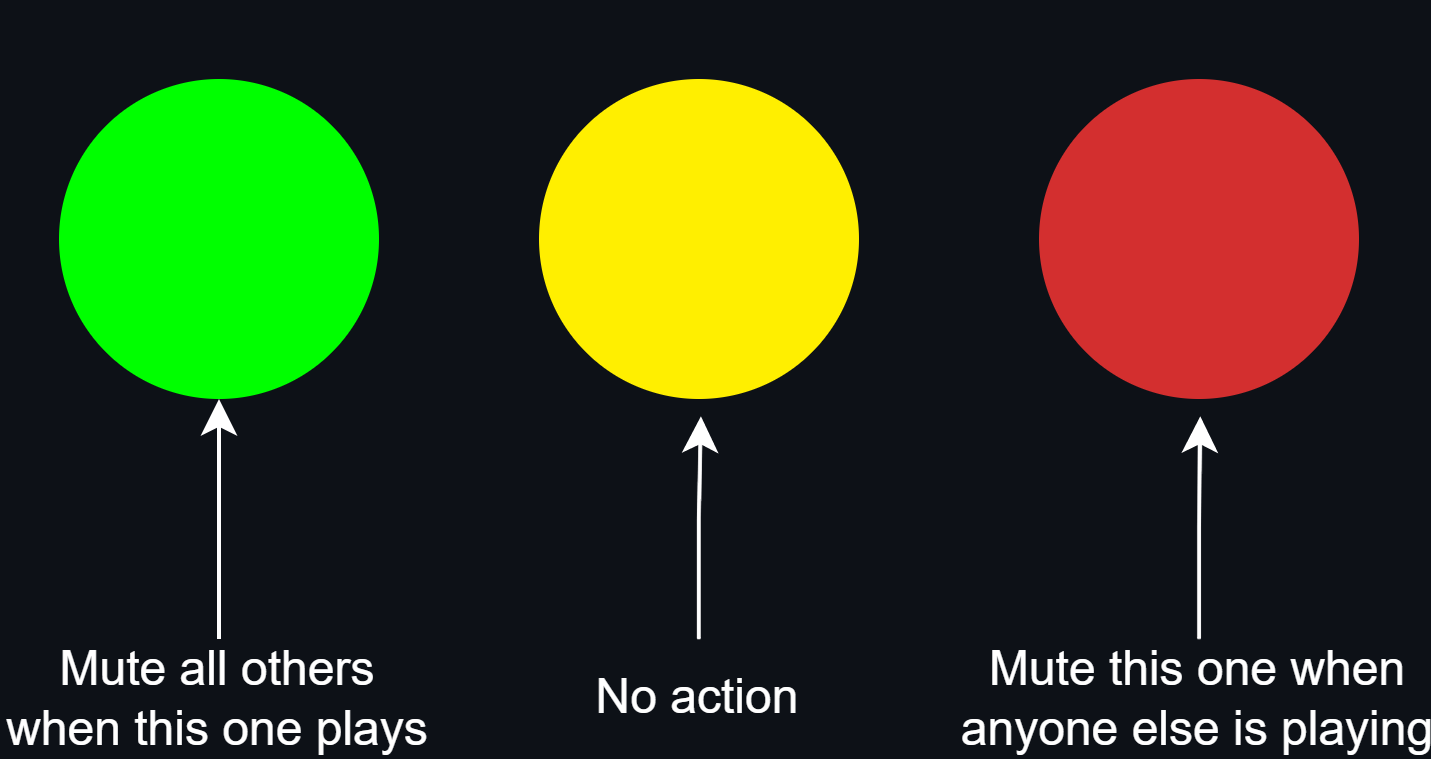 Mute all others
when this one plays
No action
Mute this one when
anyone else is playing